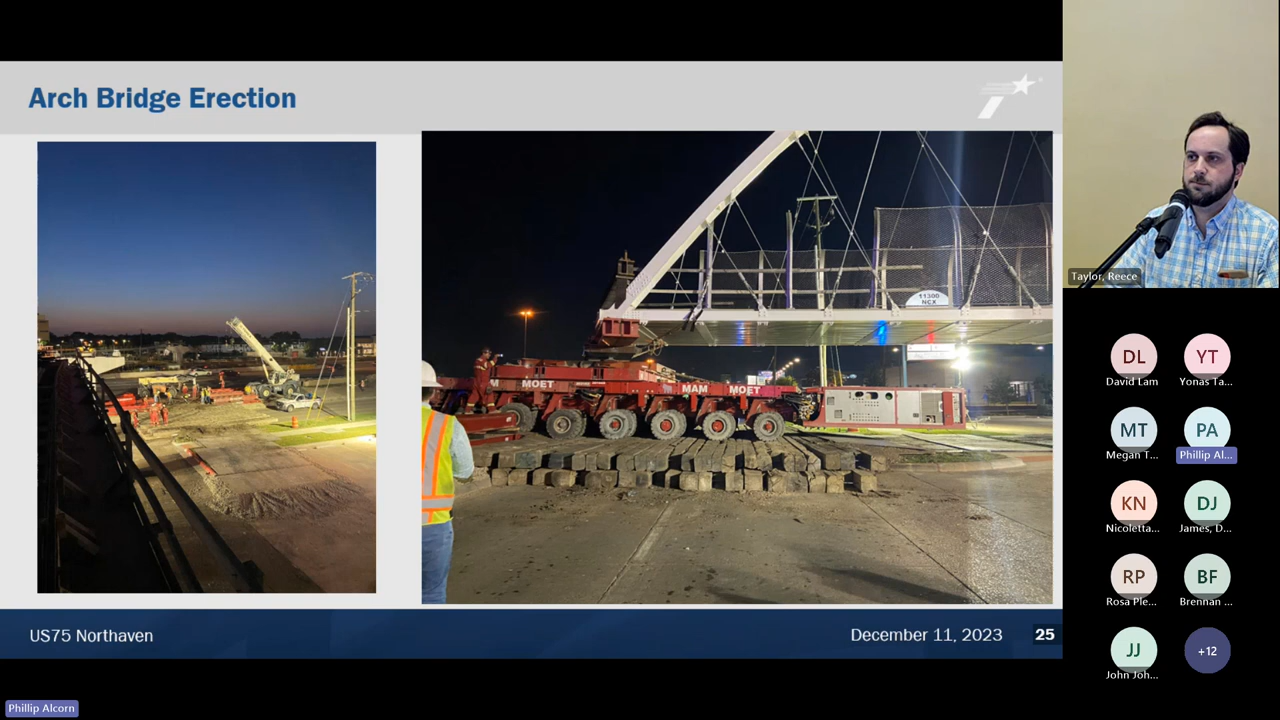 Arch Bridge Erection
MOET
MAM
MOET
11300
NCX
US75 Northaven
December 11, 2023
25
Phillip Alcorn
Taylor, Reece
DL
David Lam
YT
Yonas Ta...
MT
Megan T...
PA
Phillip Al...
KN
Nicoletta...
DJ
James, D...
RP
Rosa Ple...
BF
Brennan ...
JJ
John Joh...
+12